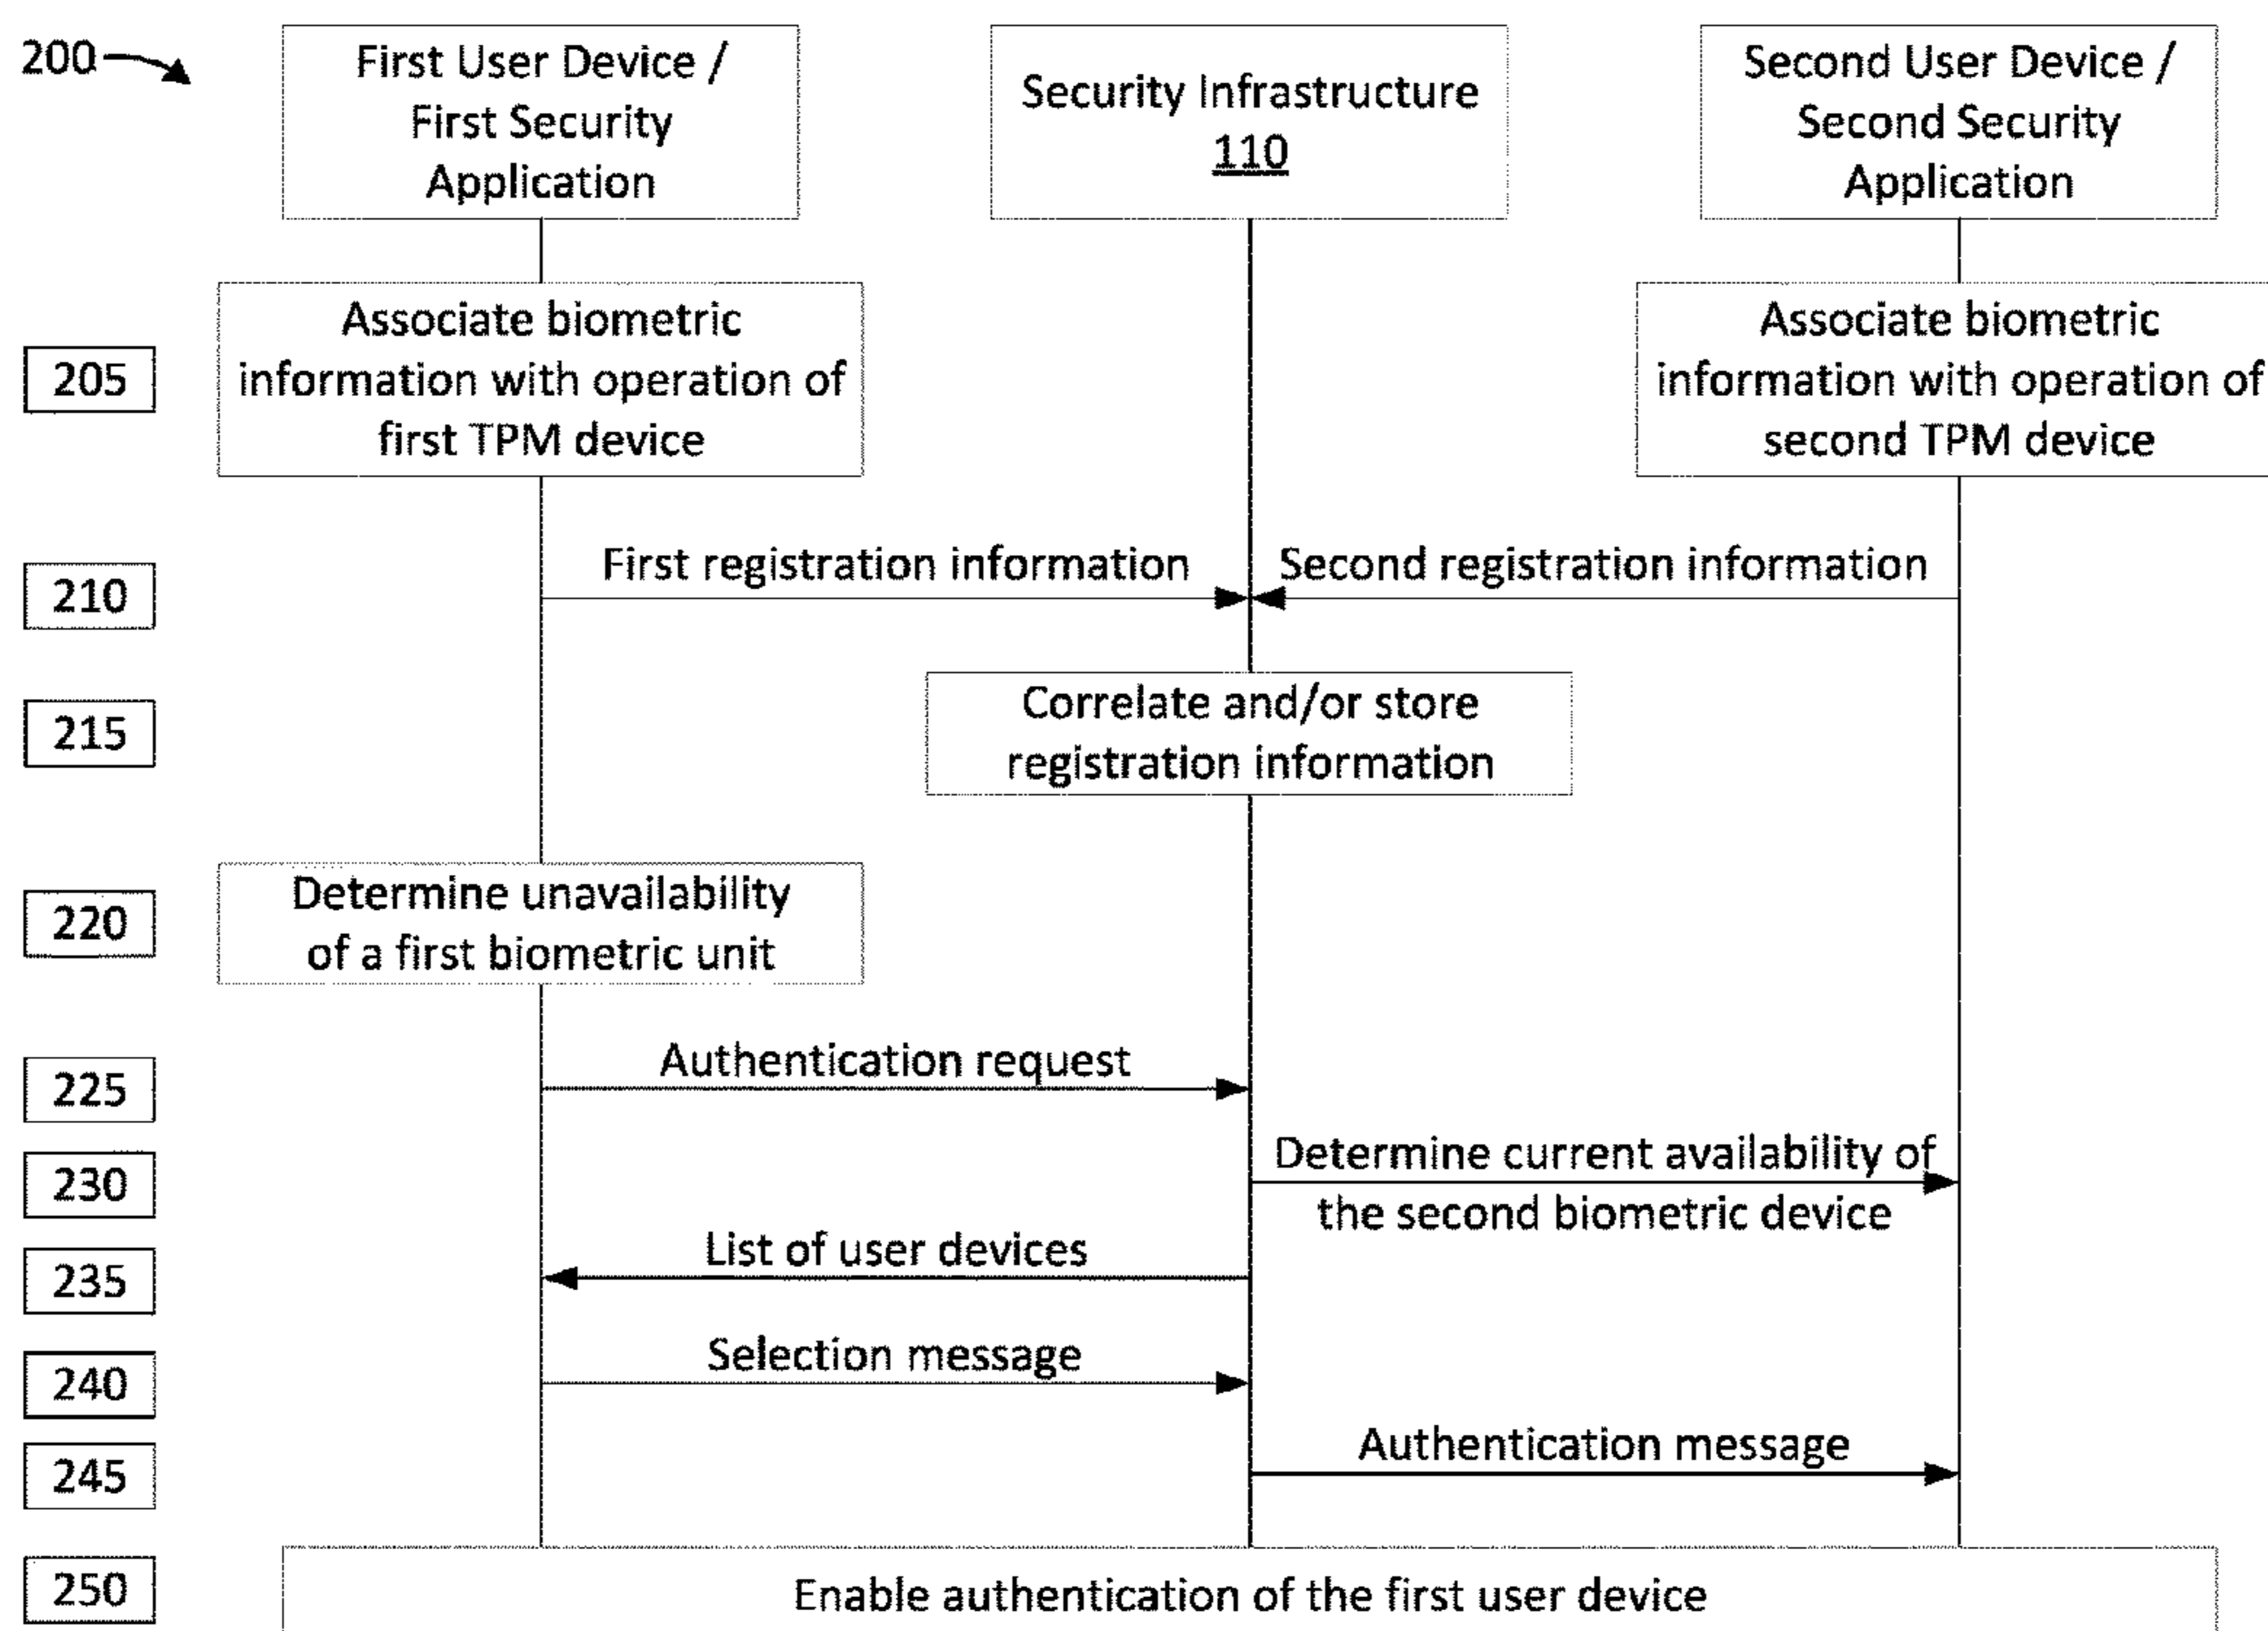 200
First User Device /
First Security
Application
Security Infrastructure
110
Second User Device /
Second Security
Application
205
Associate biometric
information with operation of
first TPM device
Associate biometric
information with operation of
second TPM device
210
First registration information
Second registration information
215
Correlate and/or store
registration information
220
Determine unavailability
of a first biometric unit
225
Authentication request
230
Determine current availability of
the second biometric device
235
List of user devices
240
Selection message
245
Authentication message
250
Enable authentication of the first user device